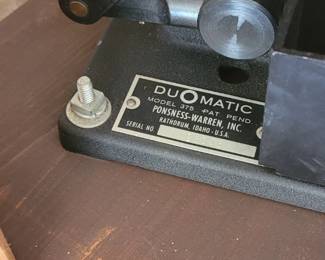 DUOMATIC
MODEL 375 PAT. PEND
PONSNESS-WARREN, INC.
RATHDRUM, IDAHO - U.S.A.
SERIAL NO